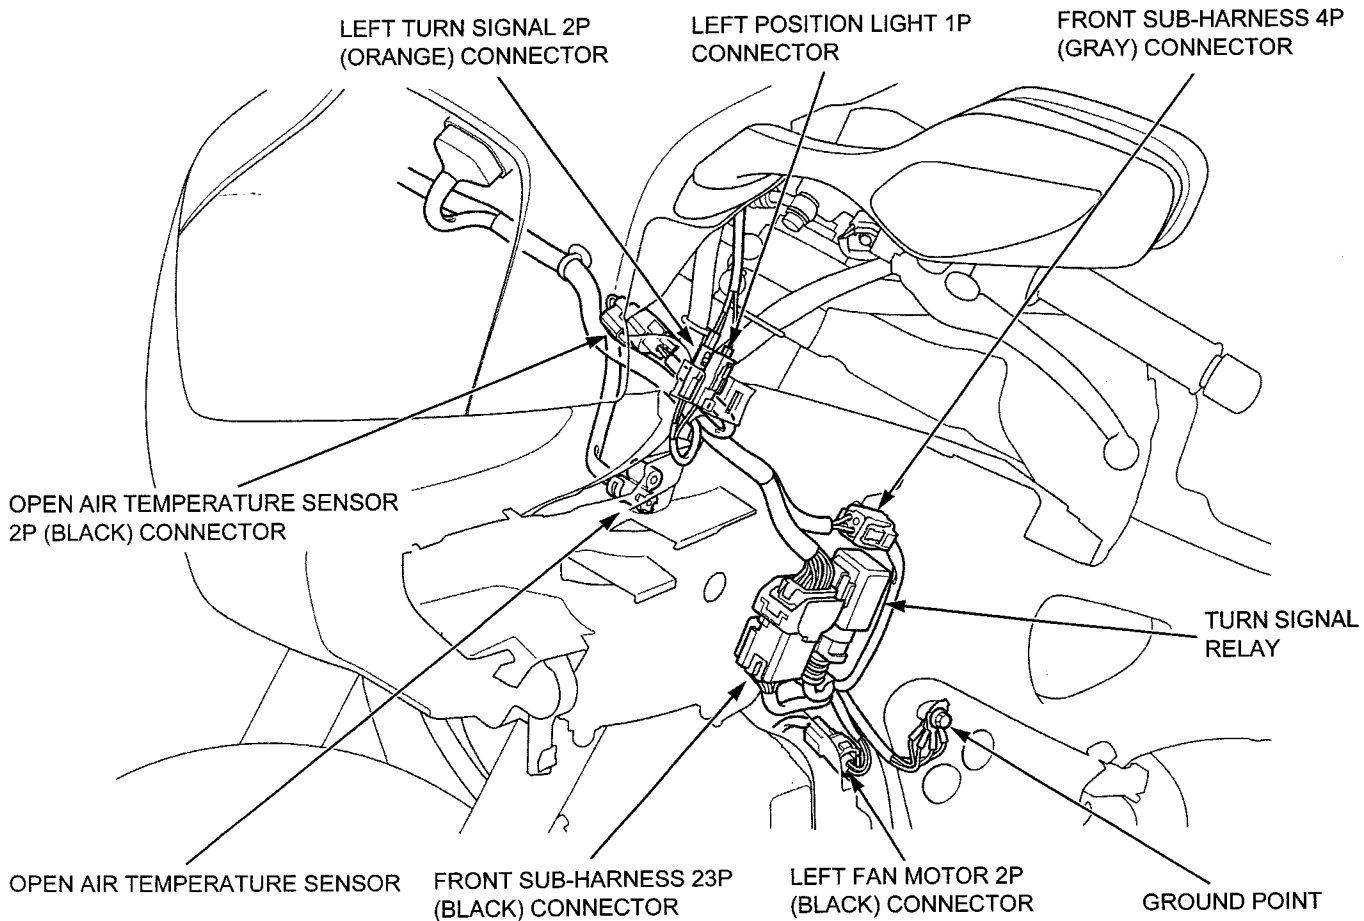 LEFT TURN SIGNAL 2P
(ORANGE) CONNECTOR
LEFT POSITION LIGHT 1P
CONNECTOR
FRONT SUB-HARNESS 4P
(GRAY) CONNECTOR
OPEN AIR TEMPERATURE SENSOR
2P (BLACK) CONNECTOR
TURN SIGNAL
RELAY
OPEN AIR TEMPERATURE SENSOR
FRONT SUB-HARNESS 23P
(BLACK) CONNECTOR
LEFT FAN MOTOR 2P
(BLACK) CONNECTOR
GROUND POINT